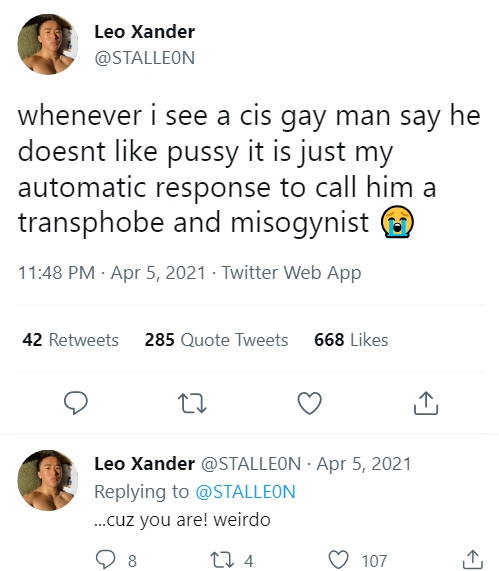 Leo Xander
@STALLE0N
whenever i see a cis gay man say he
doesnt like pussy it is just my
automatic response to call him a
transphobe and misogynist 😭
11:48 PM · Apr 5, 2021 · Twitter Web App
42 Retweets 285 Quote Tweets 668 Likes
Leo Xander @STALLE0N · Apr 5, 2021
Replying to @STALLE0N
...cuz you are! weirdo
8 4 107